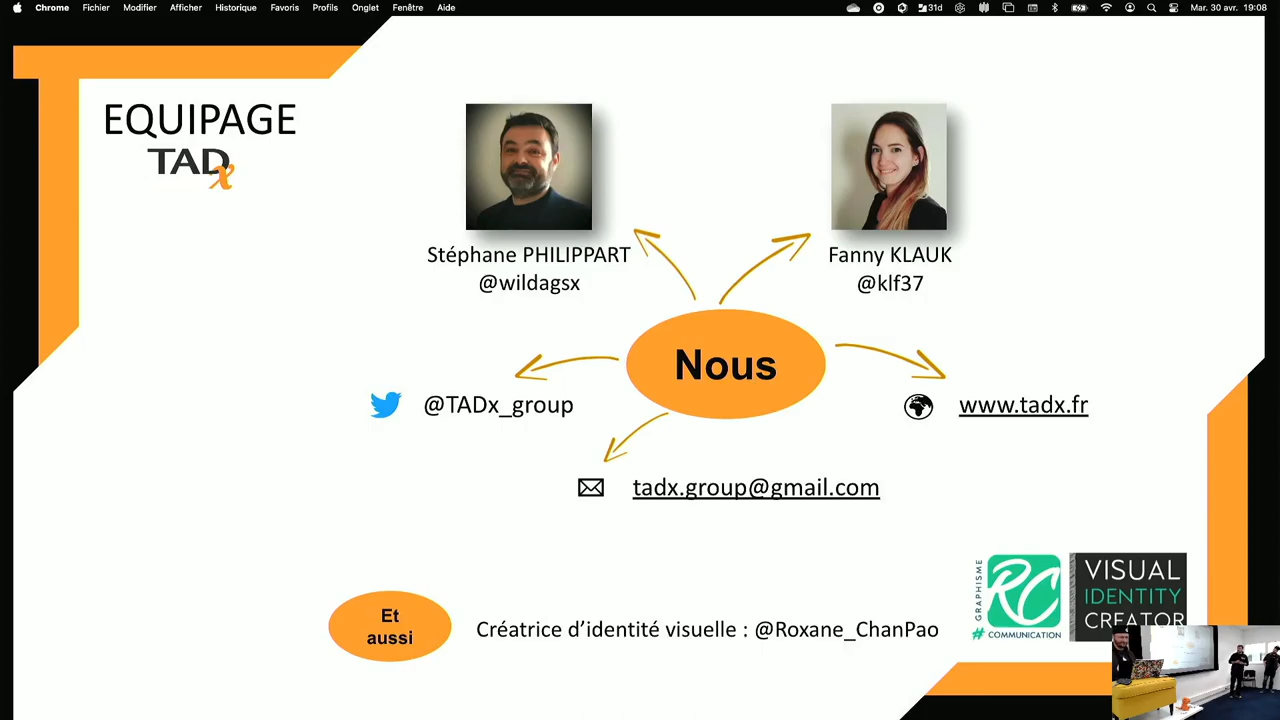 Chrome Fichier Modifier Afficher Historique Favoris Profils Onglet Fenêtre Aide 31d Mar. 30 avr. 19:08
EQUIPAGE
TADx
Stéphane PHILIPPART
@wildagsx
Fanny KLAUK
@klf37
Nous
@TADx_group
www.tadx.fr
tadx.group@gmail.com
Et
aussi
Créatrice d'identité visuelle : @Roxane_ChanPao
# GRAPHISME
RC
COMMUNICATION
VISUAL
IDENTITY
CREATOR